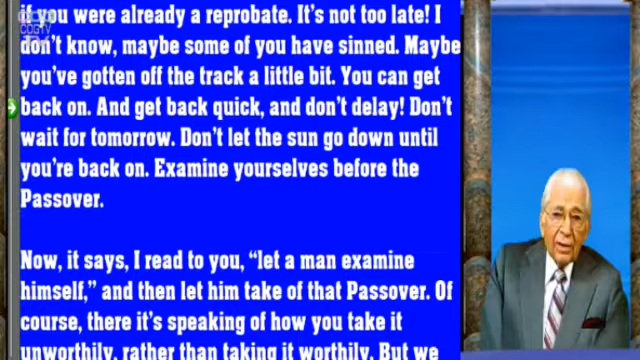 COGTV
if you were already a reprobate. It's not too late! I
don't know, maybe some of you have sinned. Maybe
you've gotten off the track a little bit. You can get
back on. And get back quick, and don't delay! Don't
wait for tomorrow. Don't let the sun go down until
you're back on. Examine yourselves before the
Passover.
Now, it says, I read to you, “let a man examine
himself,” and then let him take of that Passover. Of
course, there it's speaking of how you take it
unworthily, rather than taking it worthily. But we